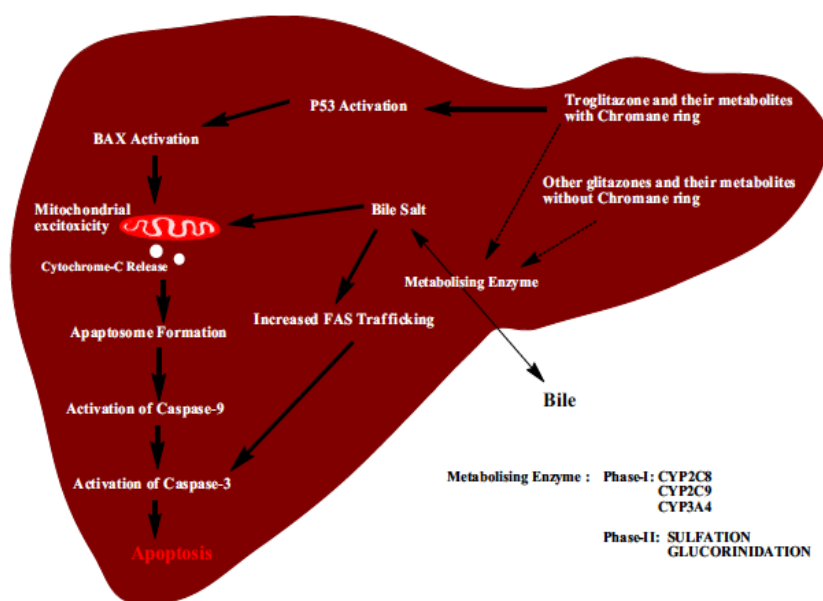 P53 Activation
Troglitazone and their metabolites
with Chromane ring
BAX Activation
Other glitazones and their metabolites
without Chromane ring
Mitochondrial
excitoxicity
Bile Salt
Cytochrome-C Release
Metabolising Enzyme
Apaptosome Formation
Increased FAS Trafficking
Bile
Activation of Caspase-9
Activation of Caspase-3
Apoptosis
Metabolising Enzyme : Phase-I: CYP2C8
CYP2C9
CYP3A4
Phase-II: SULFATION
GLUCORINIDATION